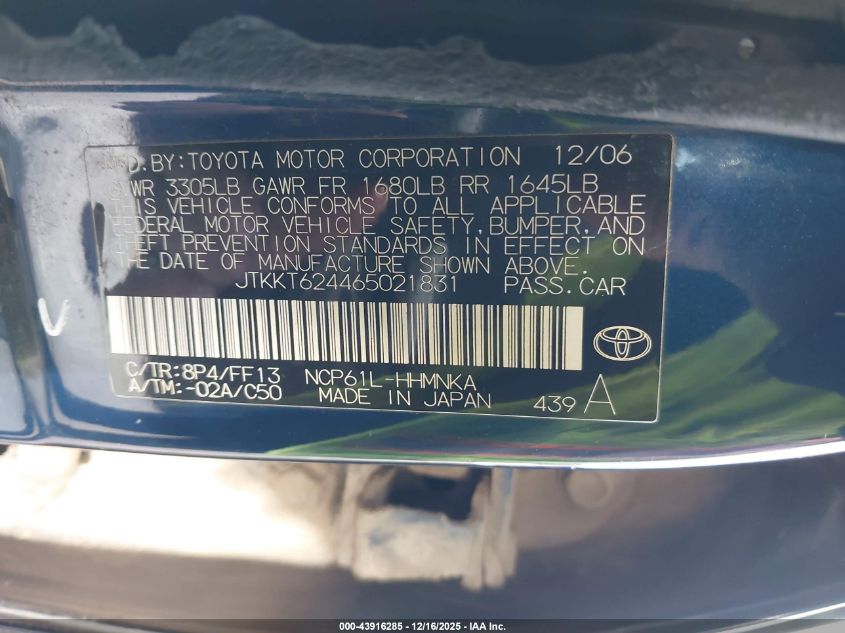 MFD.BY:TOYOTA MOTOR CORPORATION 12/06
GVWR 3305LB GAWR FR 1680LB RR 1645LB
THIS VEHICLE CONFORMS TO ALL APPLICABLE
FEDERAL MOTOR VEHICLE SAFETY,BUMPER,AND
THEFT PREVENTION STANDARDS IN EFFECT ON
THE DATE OF MANUFACTURE SHOWN ABOVE.
JTKKT624465021831 PASS.CAR
C/TR:8P4/FF13 NCP61L-HHMNKA
A/TM:-02A/C50 MADE IN JAPAN 439 A
V
000-43916285 - 12/16/2025 - IAA Inc.